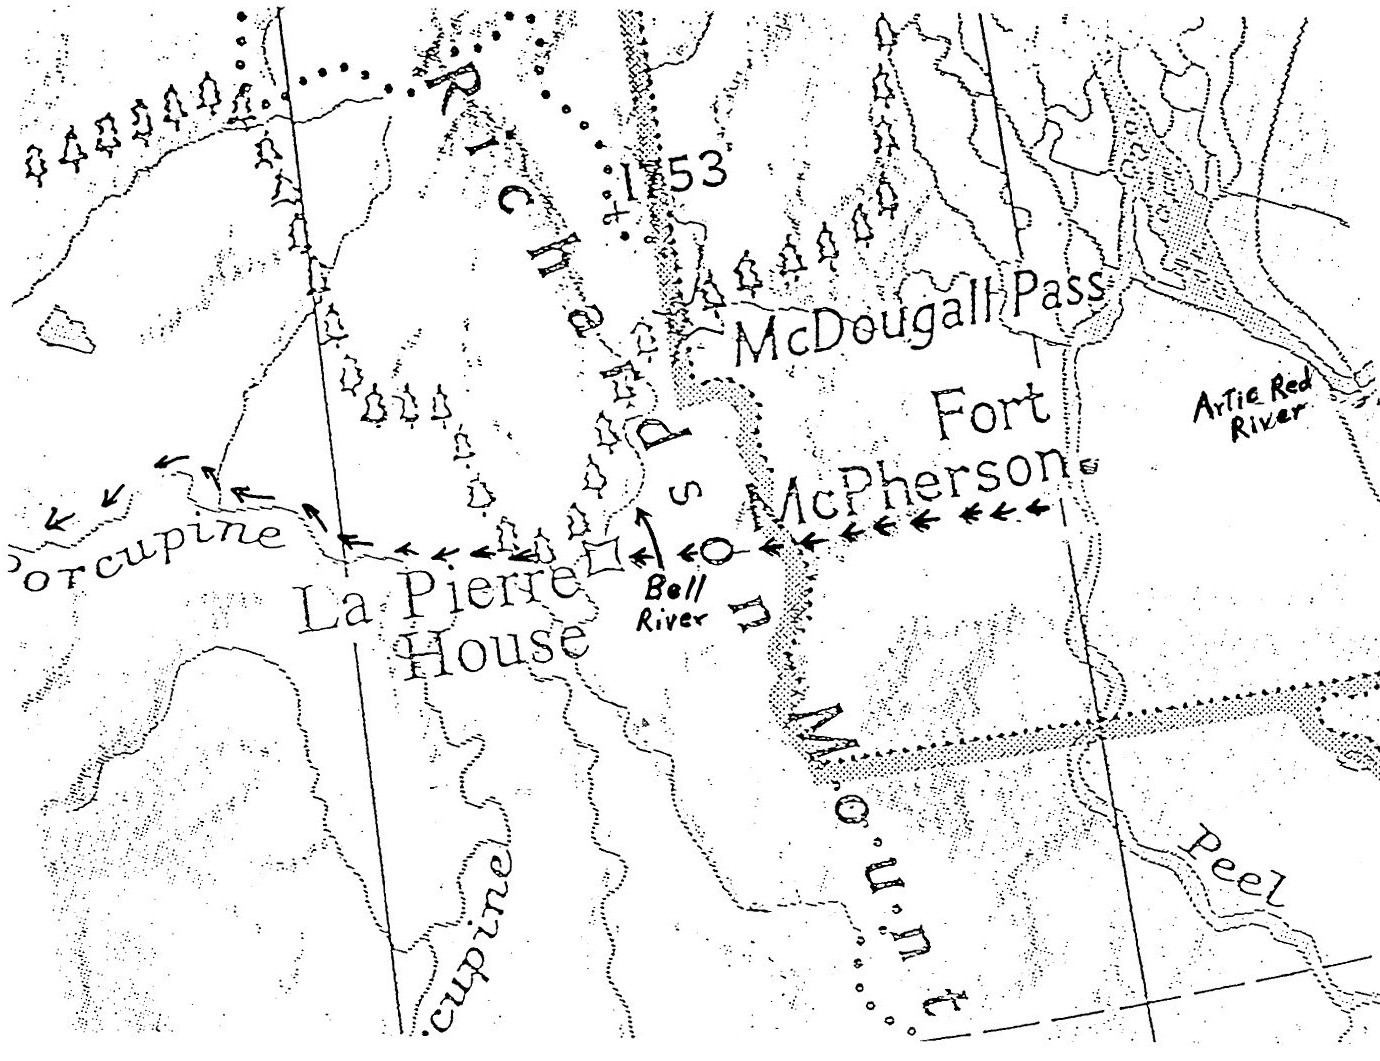 Richardson Mount
1753
McDougall Pass
Artic Red
River
Fort
McPherson
Porcupine
Bell
River
La Pierre
House
Peel
cupine